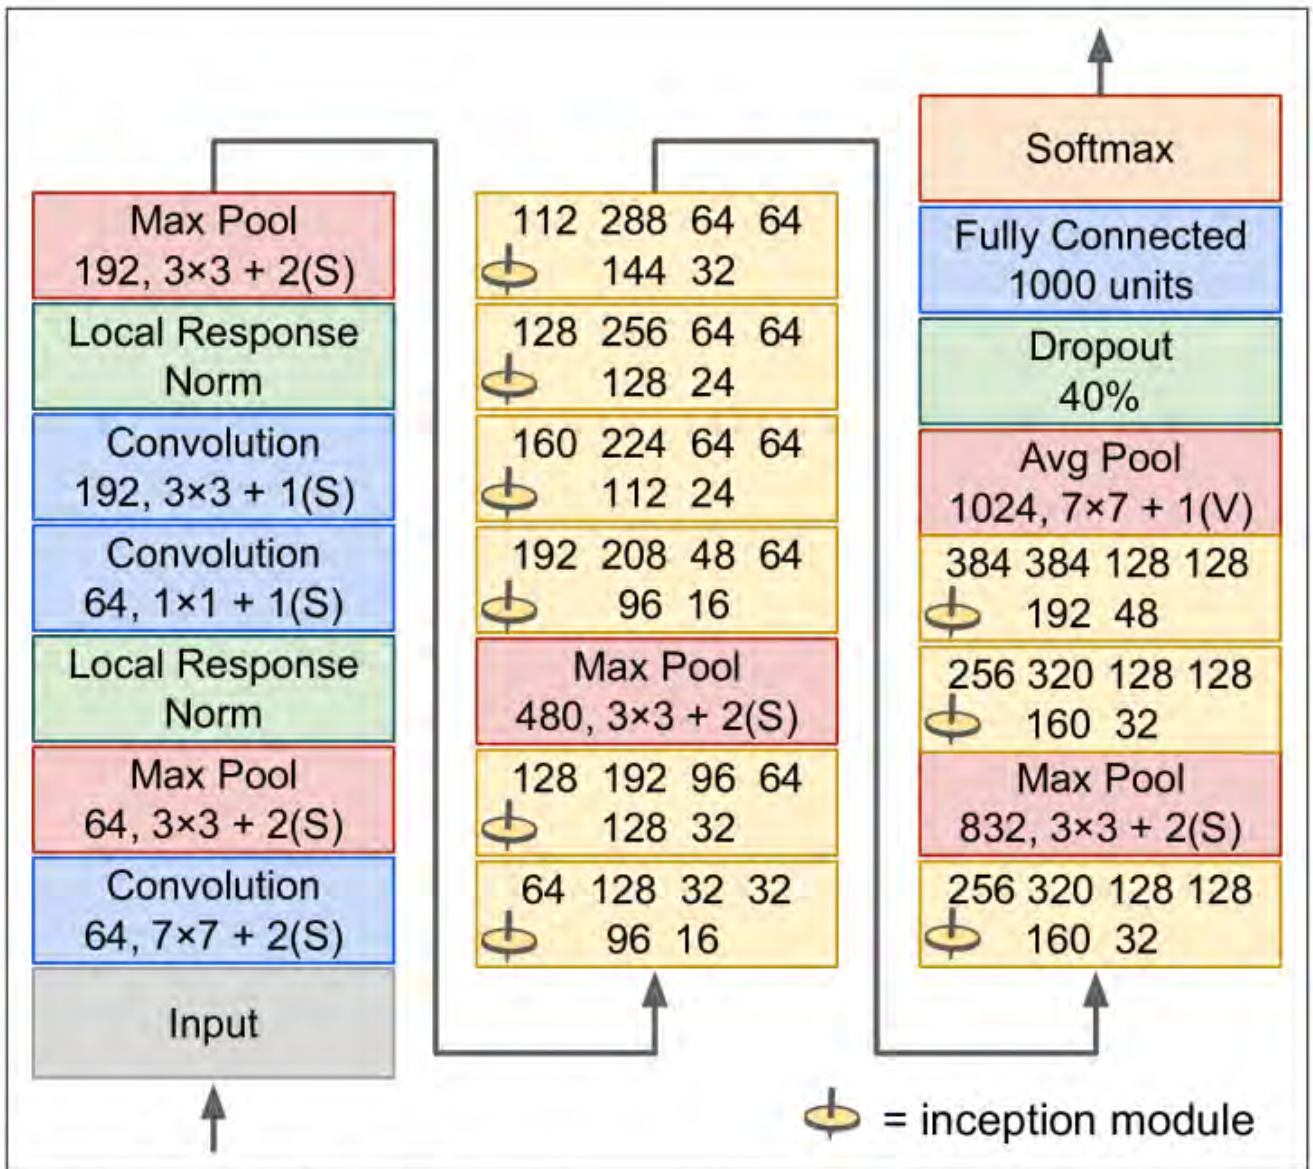 Max Pool
192, 3×3 + 2(S)
Local Response
Norm
Convolution
192, 3×3 + 1(S)
Convolution
64, 1×1 + 1(S)
Local Response
Norm
Max Pool
64, 3×3 + 2(S)
Convolution
64, 7×7 + 2(S)
Input
112 288 64 64
144 32
128 256 64 64
128 24
160 224 64 64
112 24
192 208 48 64
96 16
Max Pool
480, 3×3 + 2(S)
128 192 96 64
128 32
64 128 32 32
96 16
Softmax
Fully Connected
1000 units
Dropout
40%
Avg Pool
1024, 7×7 + 1(V)
384 384 128 128
192 48
256 320 128 128
160 32
Max Pool
832, 3×3 + 2(S)
256 320 128 128
160 32
= inception module